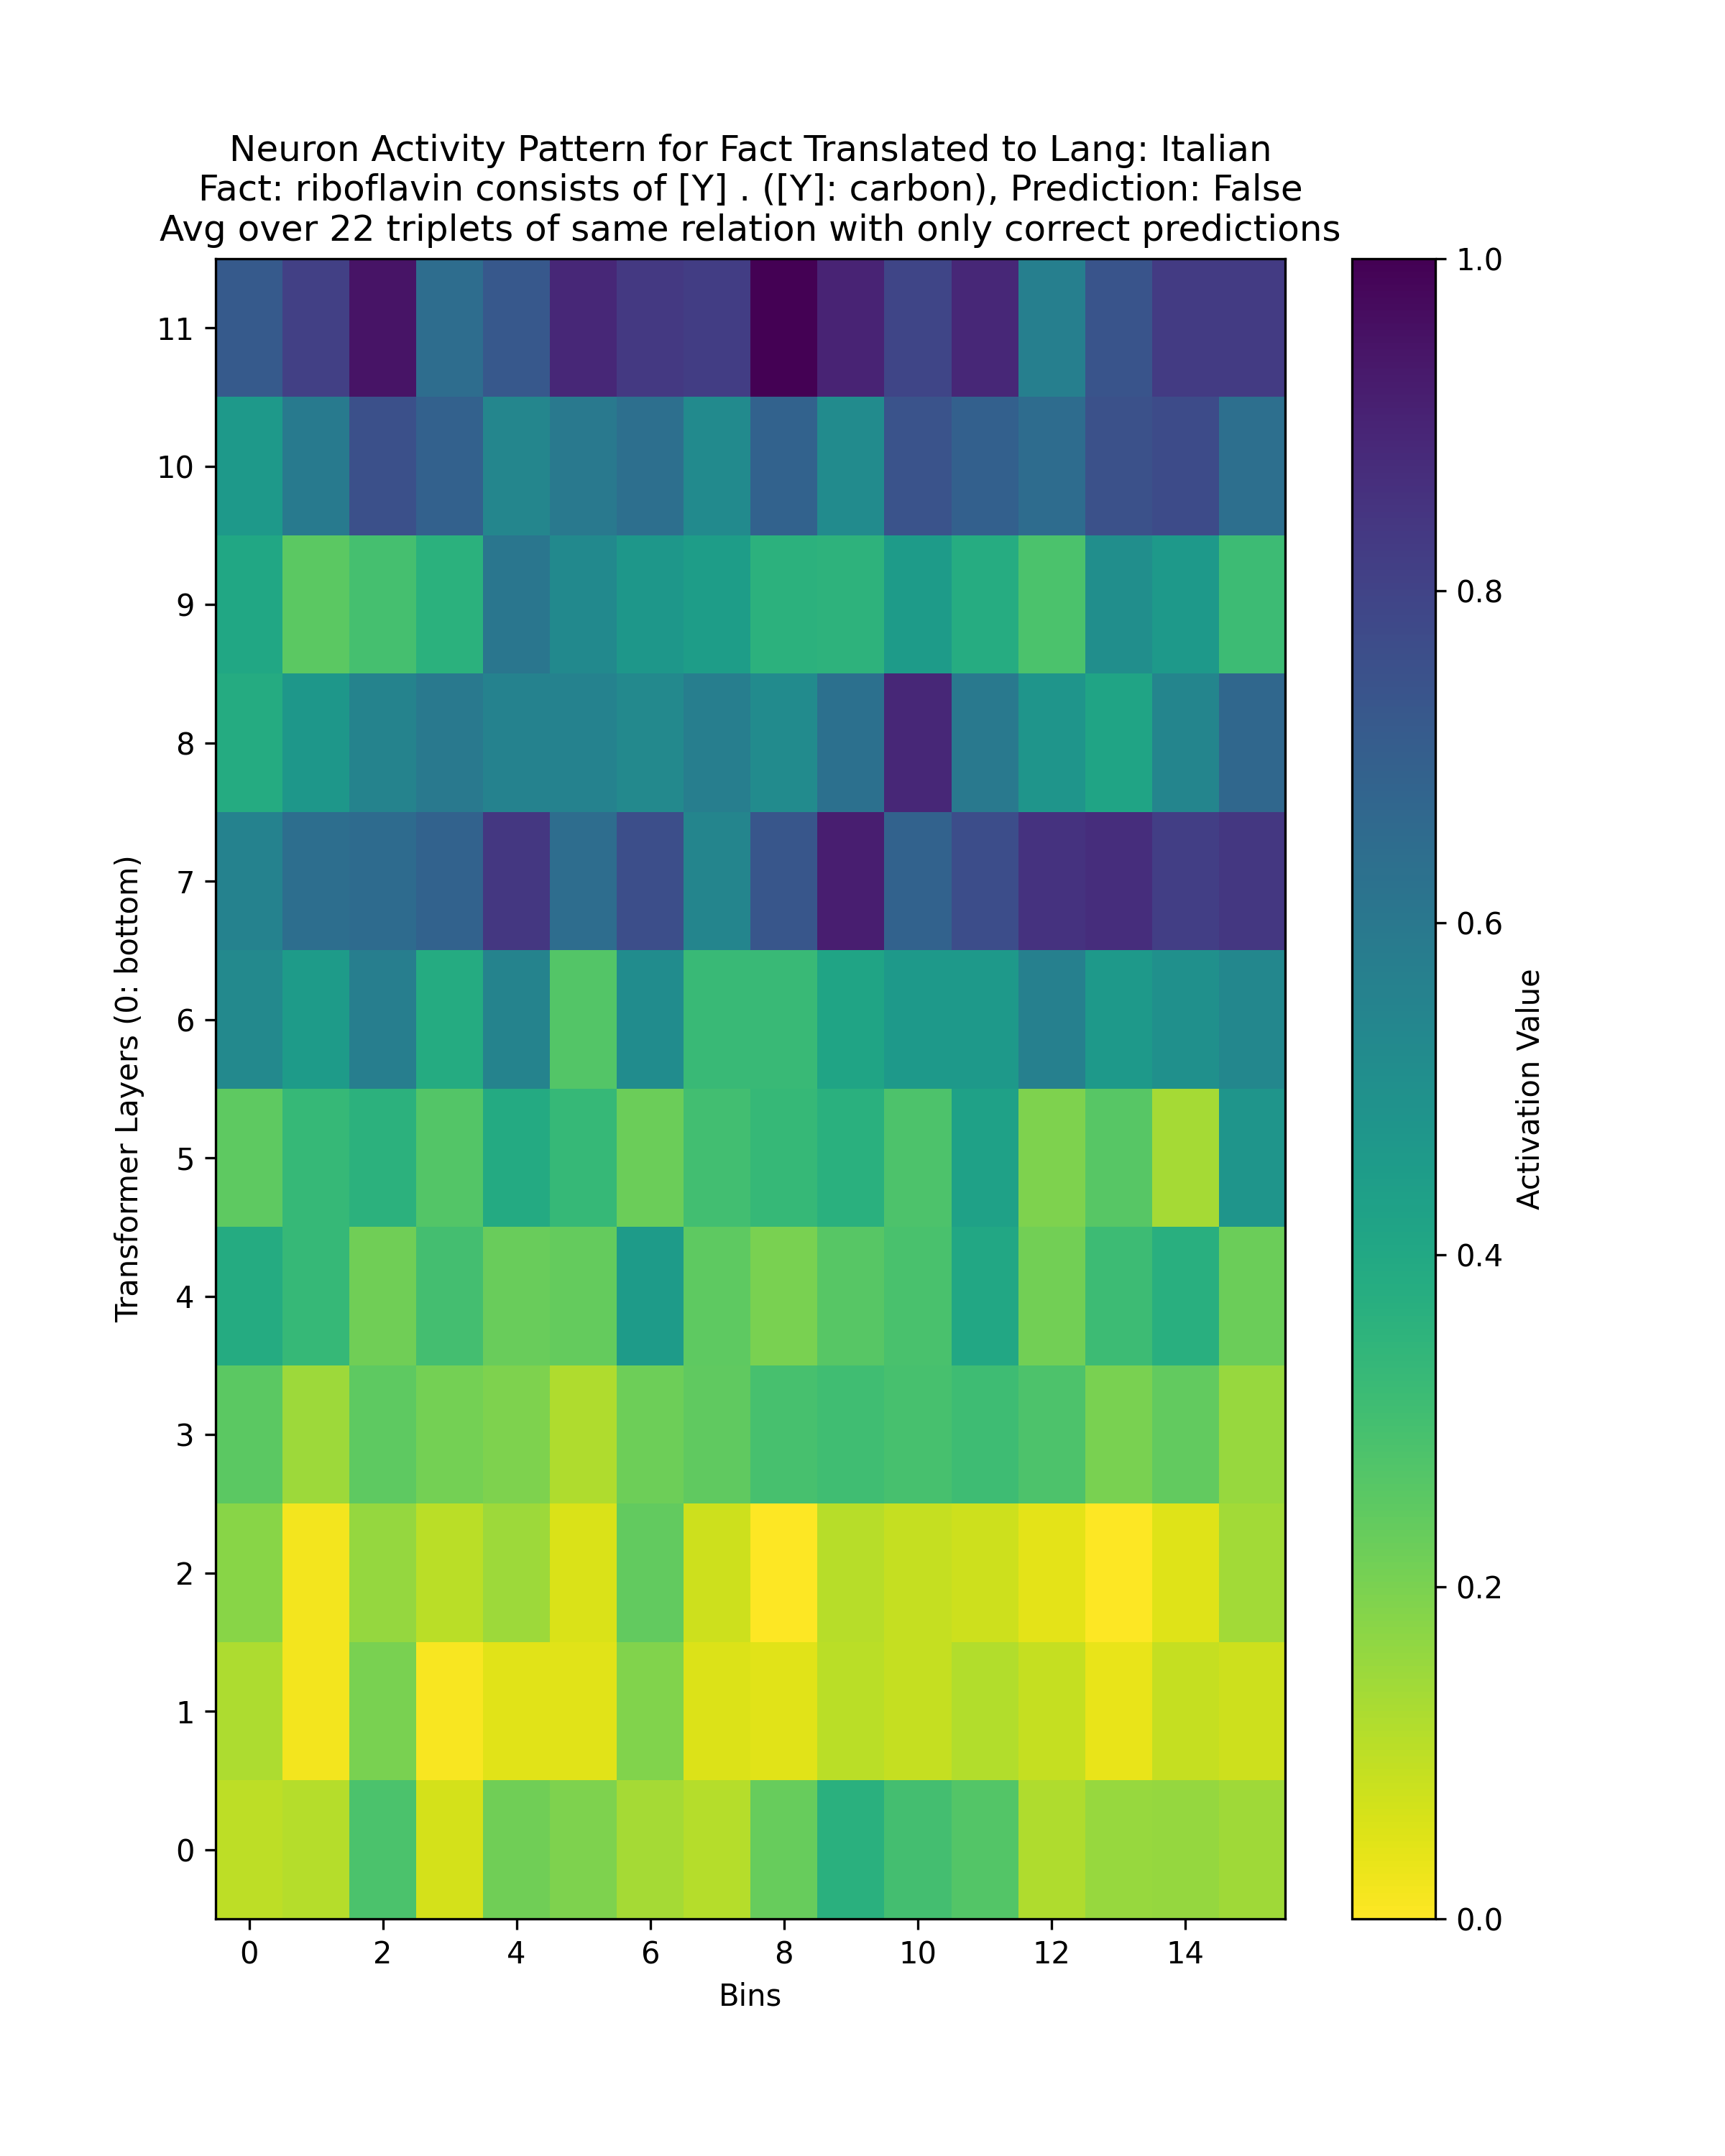 Neuron Activity Pattern for Fact Translated to Lang: Italian
Fact: riboflavin consists of [Y] . ([Y]: carbon), Prediction: False
Avg over 22 triplets of same relation with only correct predictions
Transformer Layers (0: bottom)
11
10
9
8
7
6
5
4
3
2
1
0
0 2 4 6 8 10 12 14
Bins
1.0
0.8
0.6
0.4
0.2
0.0
Activation Value